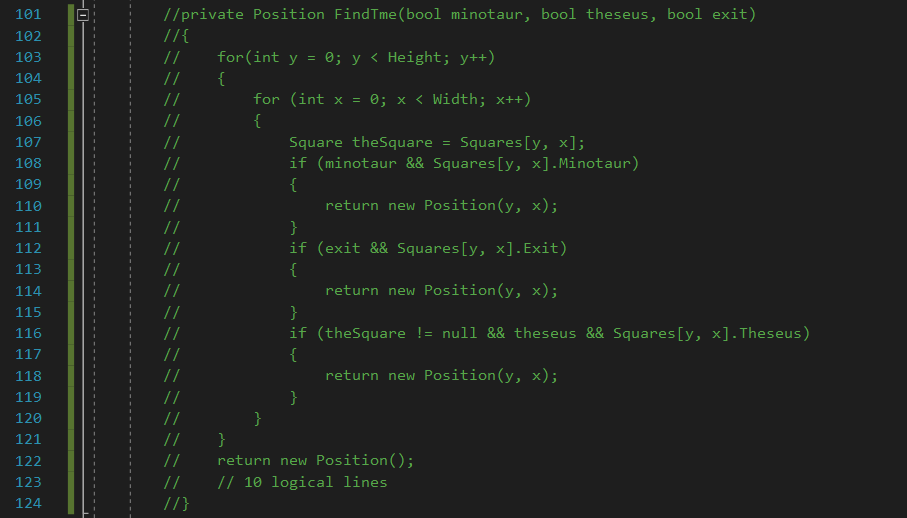 101 //private Position FindTme(bool minotaur, bool theseus, bool exit)
102 //{
103 //    for(int y = 0; y < Height; y++)
104 //    {
105 //        for (int x = 0; x < Width; x++)
106 //        {
107 //            Square theSquare = Squares[y, x];
108 //            if (minotaur && Squares[y, x].Minotaur)
109 //            {
110 //                return new Position(y, x);
111 //            }
112 //            if (exit && Squares[y, x].Exit)
113 //            {
114 //                return new Position(y, x);
115 //            }
116 //            if (theSquare != null && theseus && Squares[y, x].Theseus)
117 //            {
118 //                return new Position(y, x);
119 //            }
120 //        }
121 //    }
122 //    return new Position();
123 //    // 10 logical lines
124 //}